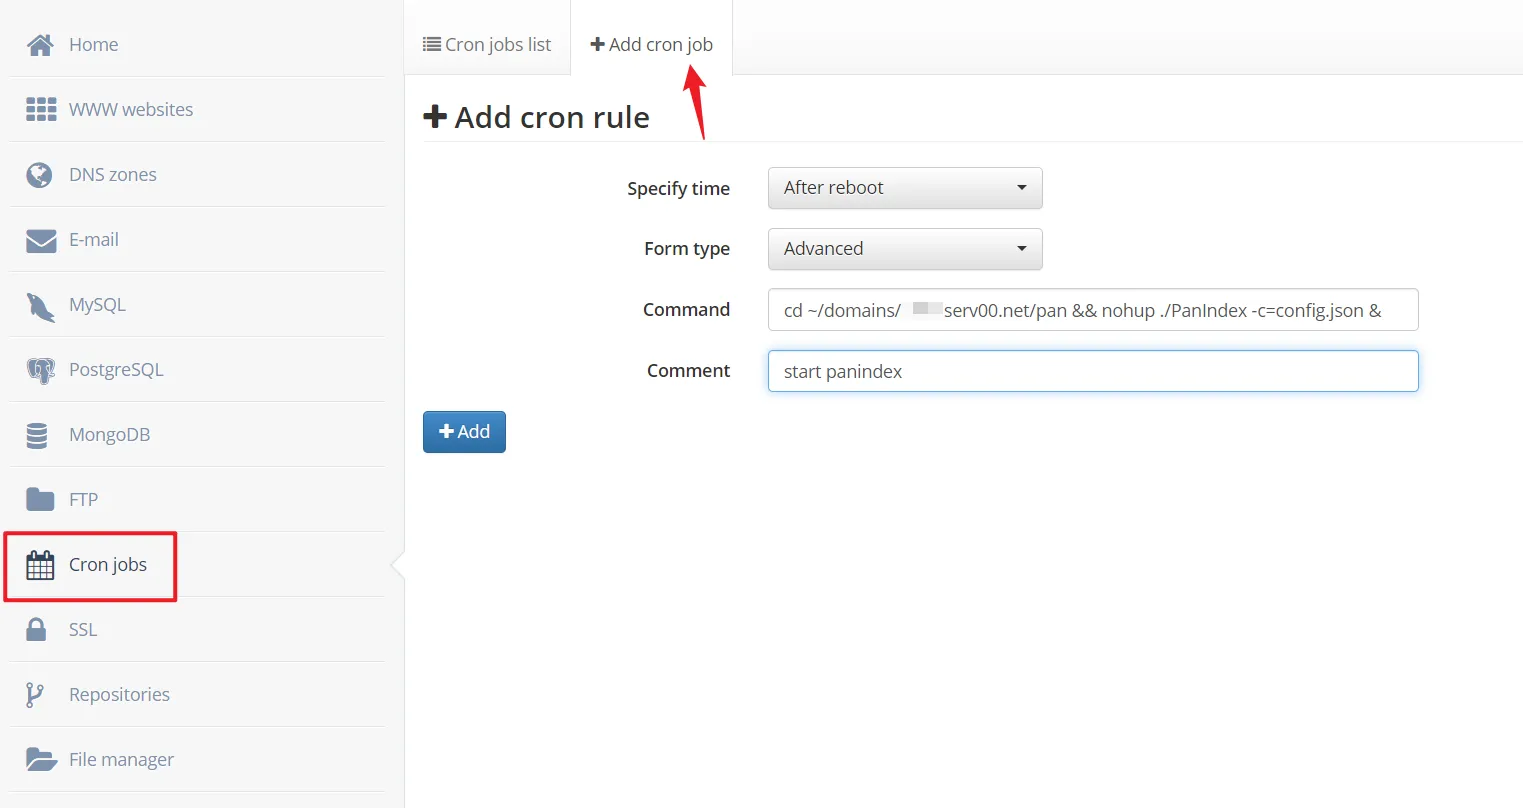 Home
WWW websites
DNS zones
E-mail
MySQL
PostgreSQL
MongoDB
FTP
Cron jobs
SSL
Repositories
File manager
Cron jobs list
Add cron job
Add cron rule
Specify time
After reboot
Form type
Advanced
Command
cd ~/domains/ serv00.net/pan && nohup ./PanIndex -c=config.json &
Comment
start panindex
Add